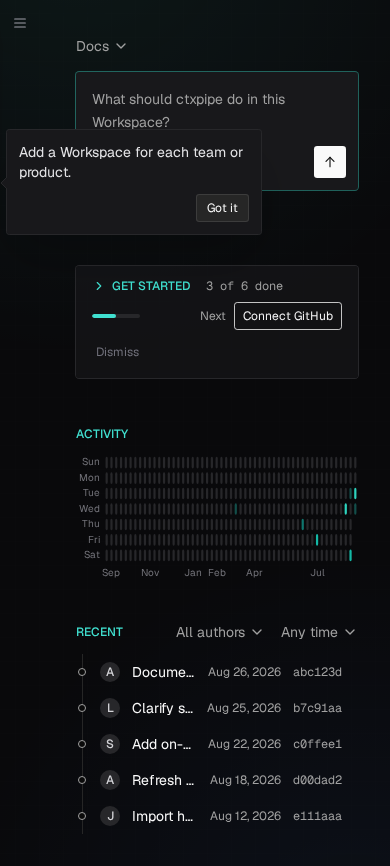 Docs
What should ctxpipe do in this
Workspace?
Add a Workspace for each team or
product.
Got it
GET STARTED 3 of 6 done
Next Connect GitHub
Dismiss
ACTIVITY
Sun
Mon
Tue
Wed
Thu
Fri
Sat
Sep Nov Jan Feb Apr Jul
RECENT All authors Any time
A Docume... Aug 26, 2026 abc123d
L Clarify s... Aug 25, 2026 b7c91aa
S Add on-... Aug 22, 2026 c0ffee1
A Refresh ... Aug 18, 2026 d00dad2
J Import h... Aug 12, 2026 e111aaa